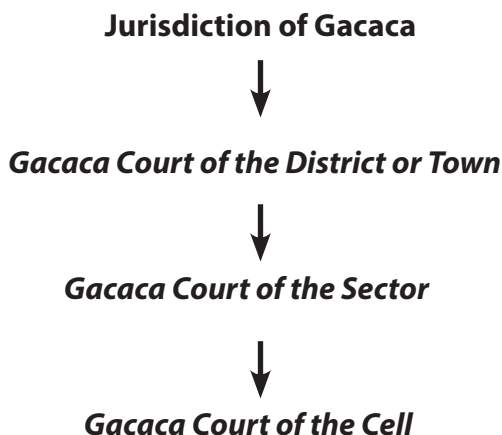 Jurisdiction of Gacaca
Gacaca Court of the District or Town
Gacaca Court of the Sector
Gacaca Court of the Cell